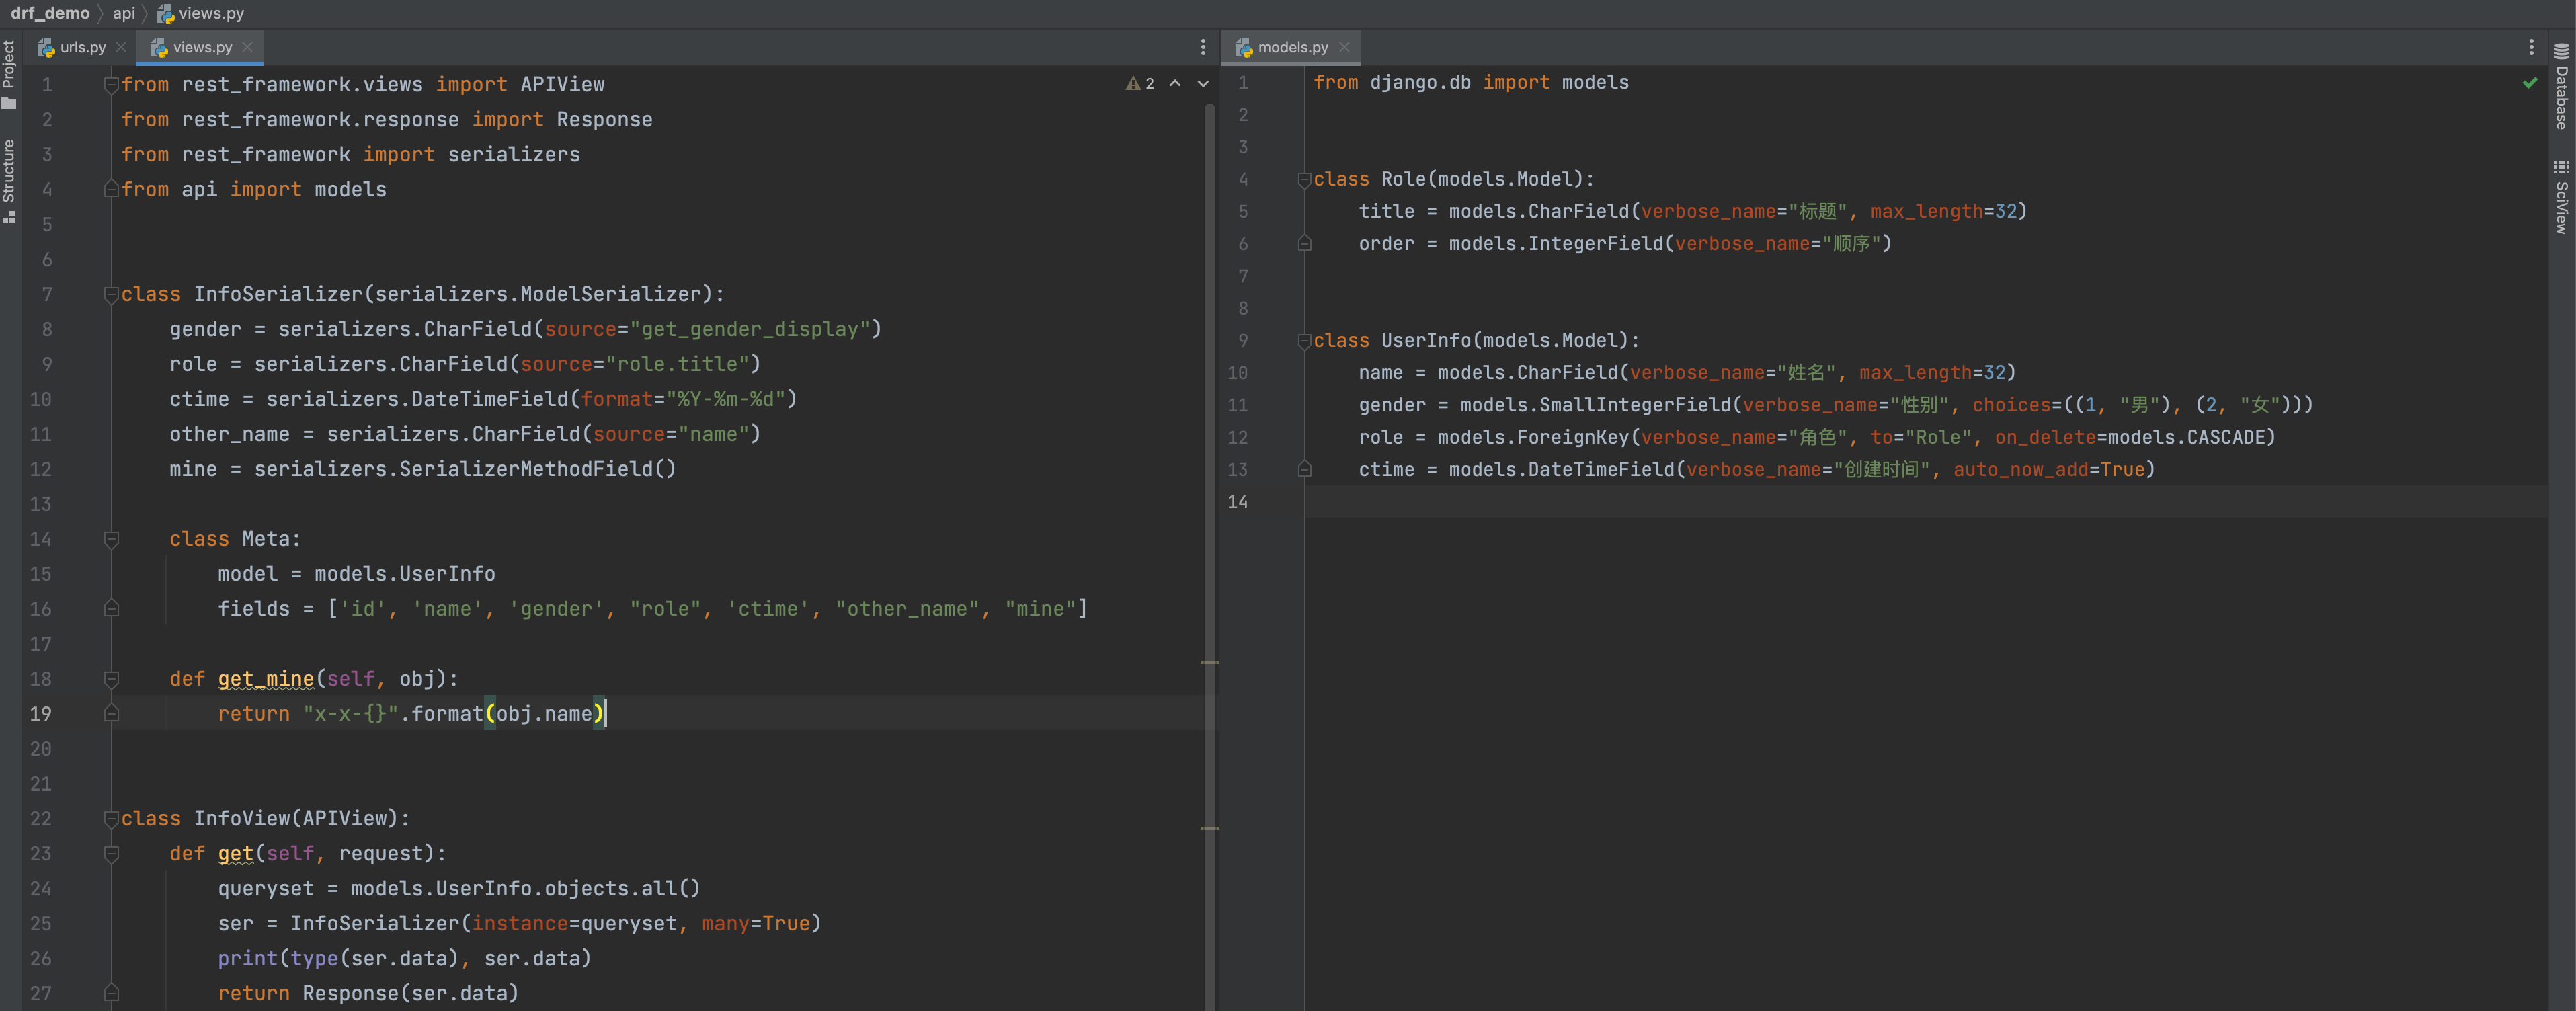 drf_demo api views.py
urls.py views.py
1 from rest_framework.views import APIView
2 from rest_framework.response import Response
3 from rest_framework import serializers
4 from api import models
5
6
7 class InfoSerializer(serializers.ModelSerializer):
8 gender = serializers.CharField(source="get_gender_display")
9 role = serializers.CharField(source="role.title")
10 ctime = serializers.DateTimeField(format="%Y-%m-%d")
11 other_name = serializers.CharField(source="name")
12 mine = serializers.SerializerMethodField()
13
14 class Meta:
15 model = models.UserInfo
16 fields = ['id', 'name', 'gender', "role", 'ctime', "other_name", "mine"]
17
18 def get_mine(self, obj):
19 return "x-x-{}".format(obj.name)
20
21
22 class InfoView(APIView):
23 def get(self, request):
24 queryset = models.UserInfo.objects.all()
25 ser = InfoSerializer(instance=queryset, many=True)
26 print(type(ser.data), ser.data)
27 return Response(ser.data)
2
models.py
1 from django.db import models
2
3
4 class Role(models.Model):
5 title = models.CharField(verbose_name="标题", max_length=32)
6 order = models.IntegerField(verbose_name="顺序")
7
8
9 class UserInfo(models.Model):
10 name = models.CharField(verbose_name="姓名", max_length=32)
11 gender = models.SmallIntegerField(verbose_name="性别", choices=((1, "男"), (2, "女")))
12 role = models.ForeignKey(verbose_name="角色", to="Role", on_delete=models.CASCADE)
13 ctime = models.DateTimeField(verbose_name="创建时间", auto_now_add=True)
14
Project
Structure
Database
SciView